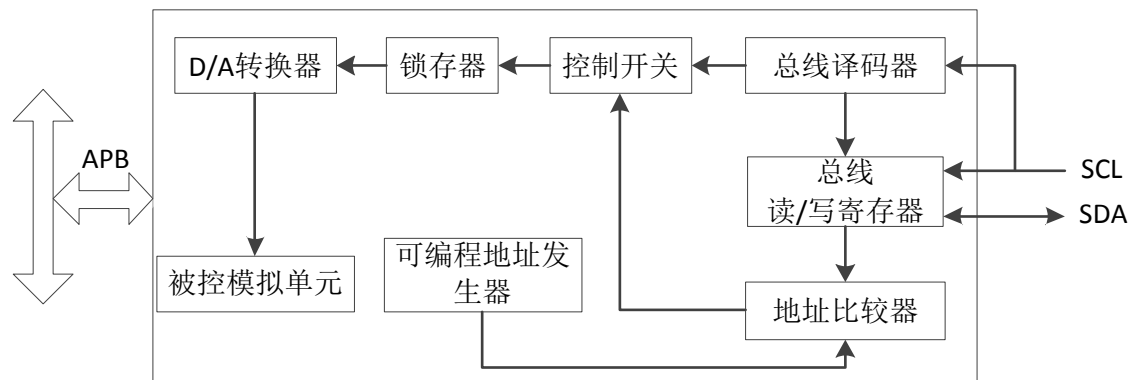 D/A转换器
锁存器
控制开关
总线译码器
APB
总线
读/写寄存器
SCL
SDA
被控模拟单元
可编程地址发
生器
地址比较器